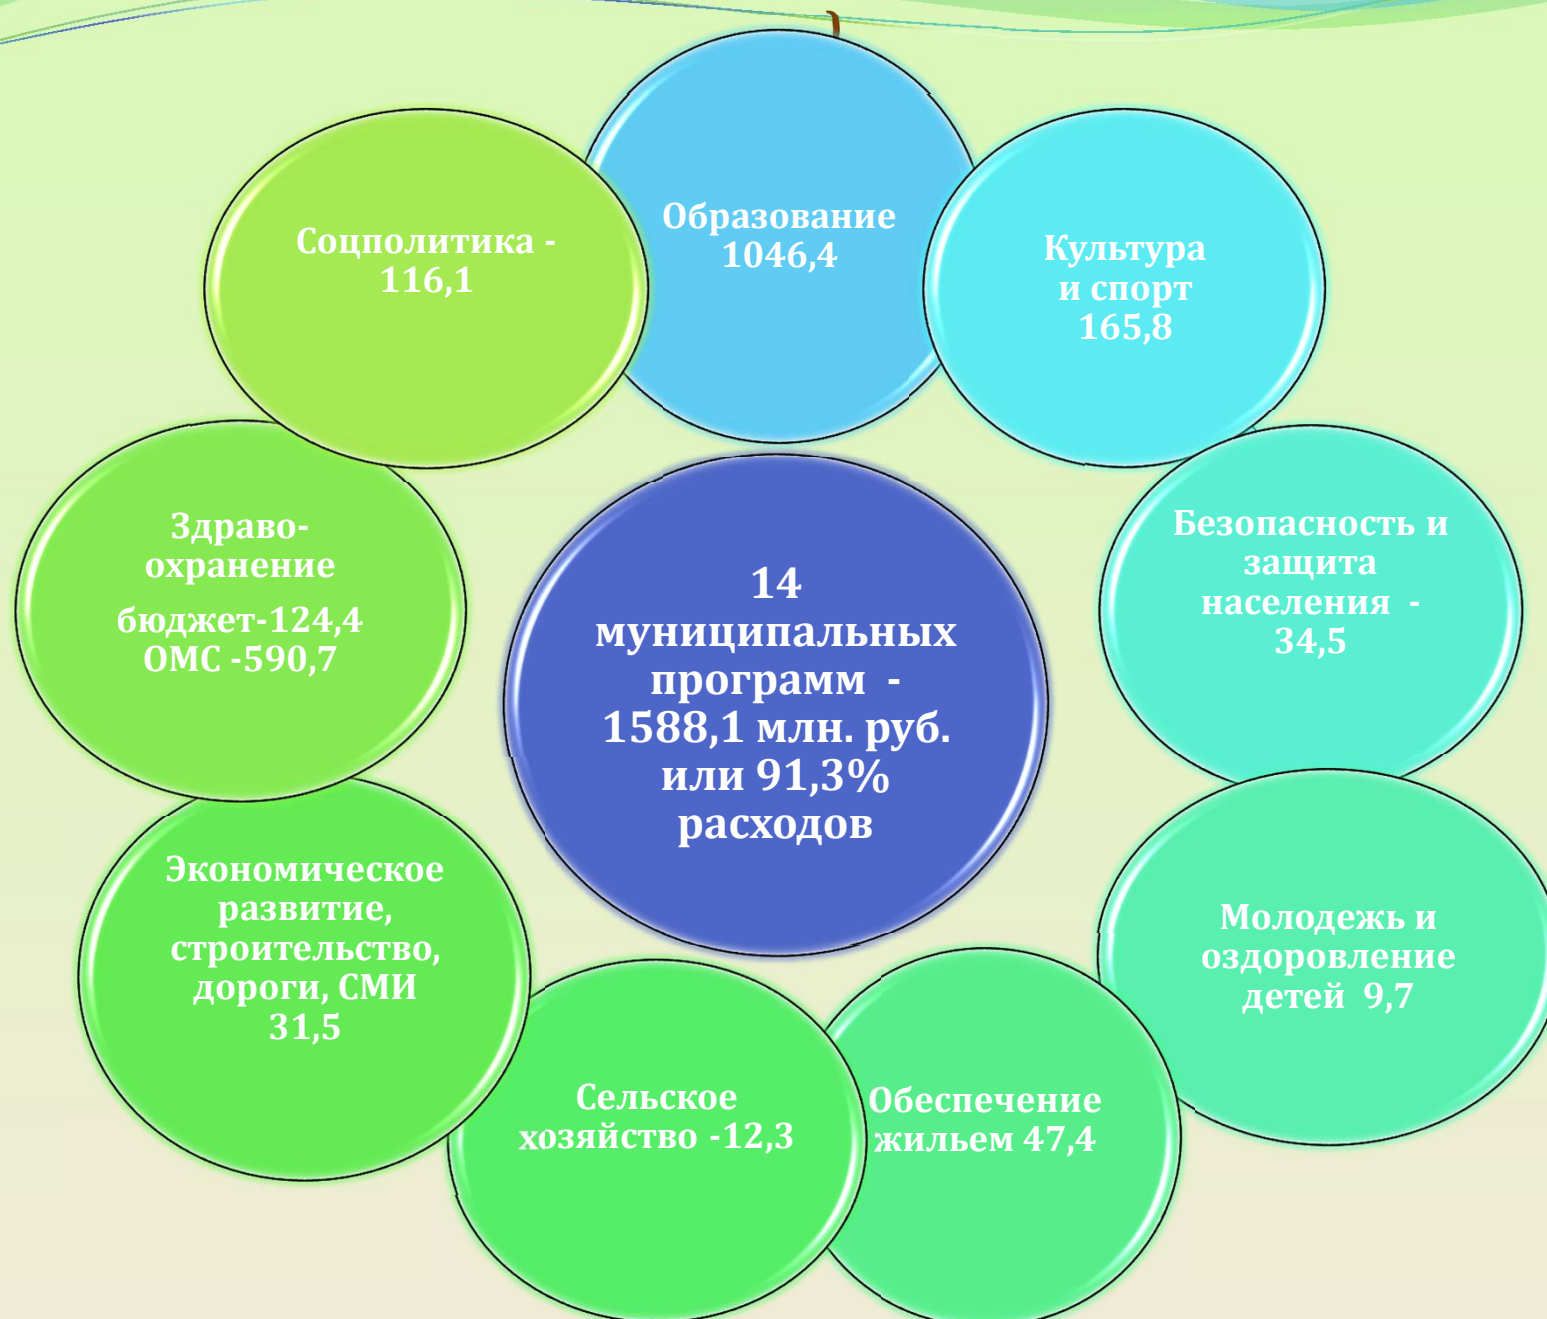 )
Образование
1046,4
Культура
и спорт
165,8
Безопасность и
защита
населения -
34,5
Молодежь и
оздоровление
детей 9,7
Обеспечение
жильем 47,4
Сельское
хозяйство -12,3
Экономическое
развитие,
строительство,
дороги, СМИ
31,5
Здраво-
охранение
бюджет-124,4
ОМС -590,7
Соцполитика -
116,1
14
муниципальных
программ -
1588,1 млн. руб.
или 91,3%
расходов